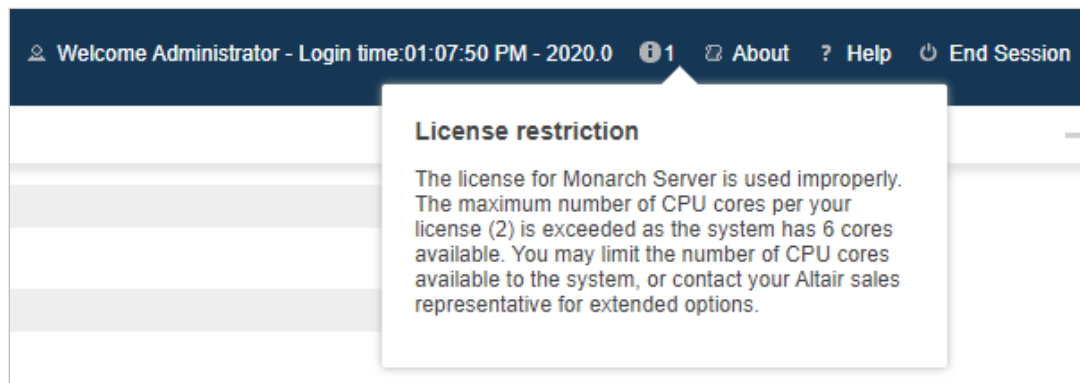 Welcome Administrator - Login time:01:07:50 PM - 2020.0 1 About ? Help End Session
License restriction
The license for Monarch Server is used improperly.
The maximum number of CPU cores per your
license (2) is exceeded as the system has 6 cores
available. You may limit the number of CPU cores
available to the system, or contact your Altair sales
representative for extended options.